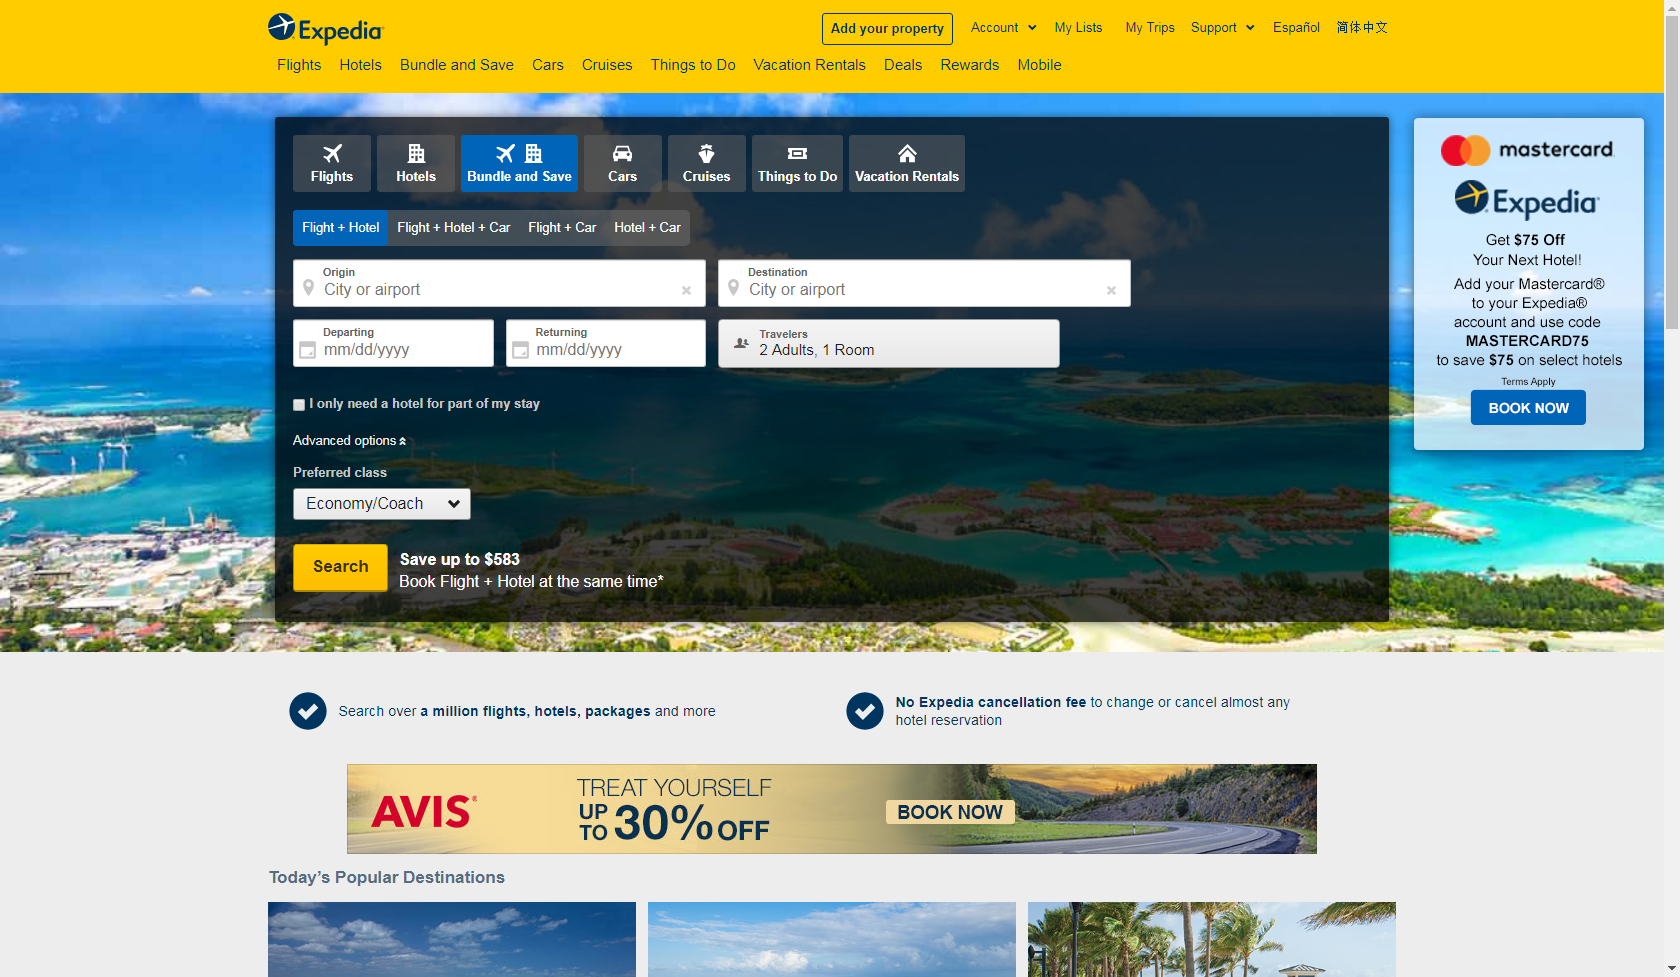 Expedia
Add your property
Account
My Lists
My Trips
Support
Español
简体中文
Flights
Hotels
Bundle and Save
Cars
Cruises
Things to Do
Vacation Rentals
Deals
Rewards
Mobile
Flights
Hotels
Bundle and Save
Cars
Cruises
Things to Do
Vacation Rentals
Flight + Hotel
Flight + Hotel + Car
Flight + Car
Hotel + Car
Origin
City or airport
Destination
City or airport
Departing
mm/dd/yyyy
Returning
mm/dd/yyyy
Travelers
2 Adults, 1 Room
I only need a hotel for part of my stay
Advanced options
Preferred class
Economy/Coach
Search
Save up to $583
Book Flight + Hotel at the same time*
mastercard.
Expedia
Get $75 Off
Your Next Hotel!
Add your Mastercard®
to your Expedia®
account and use code
MASTERCARD75
to save $75 on select hotels
Terms Apply
BOOK NOW
Search over a million flights, hotels, packages and more
No Expedia cancellation fee to change or cancel almost any
hotel reservation
AVIS®
TREAT YOURSELF
UP TO 30% OFF
BOOK NOW
Today's Popular Destinations